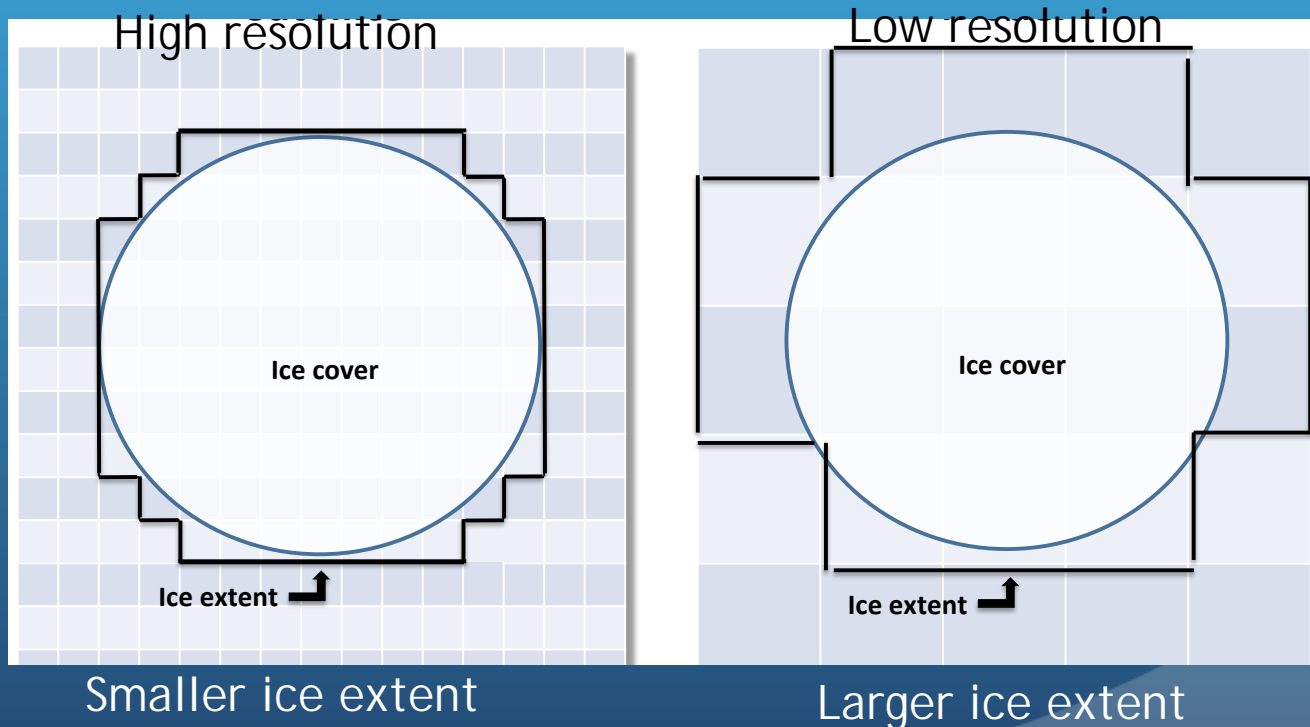 High resolution
Ice cover
Ice extent
Smaller ice extent
Low resolution
Ice cover
Ice extent
Larger ice extent